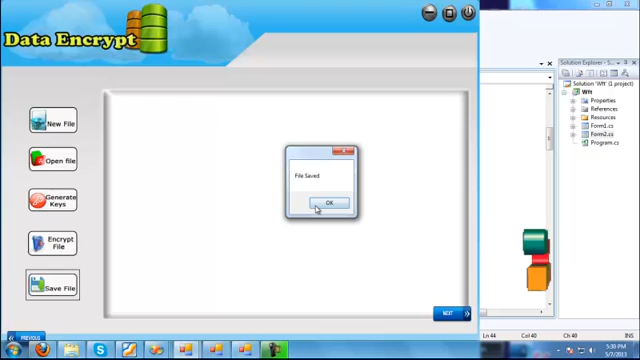 Data Encrypt
New File
Open file
Generate
Keys
Encrypt
File
Save File
File Saved
OK
NEXT
PREVIOUS
Solution Explorer - S...
Solution 'Wft' (1 project)
Wft
Properties
References
Resources
Form1.cs
Form2.cs
Program.cs
Ln 44
Col 40
Ch 40
INS
5:30 PM
5/7/2013